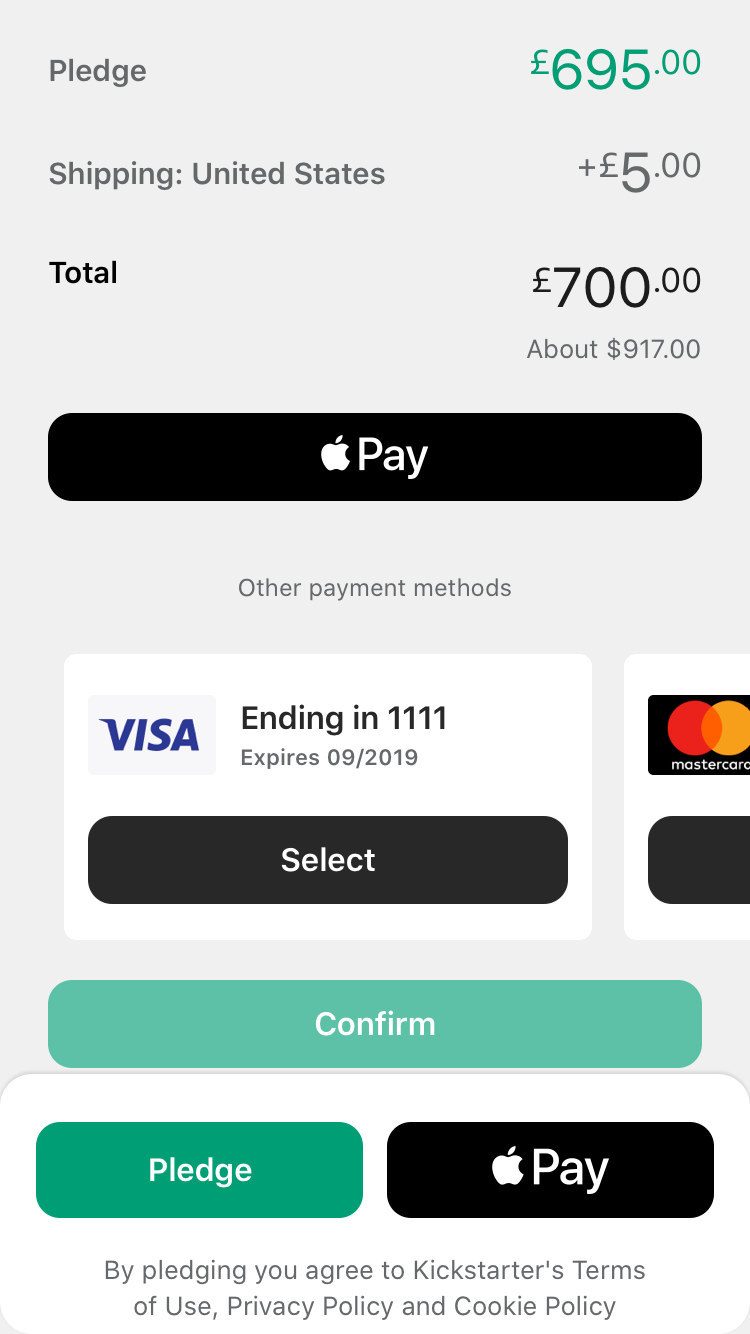 Pledge £695.00
Shipping: United States +£5.00
Total £700.00
About $917.00
Pay
Other payment methods
VISA Ending in 1111
Expires 09/2019
mastercard
Select
Confirm
Pledge Pay
By pledging you agree to Kickstarter's Terms
of Use, Privacy Policy and Cookie Policy